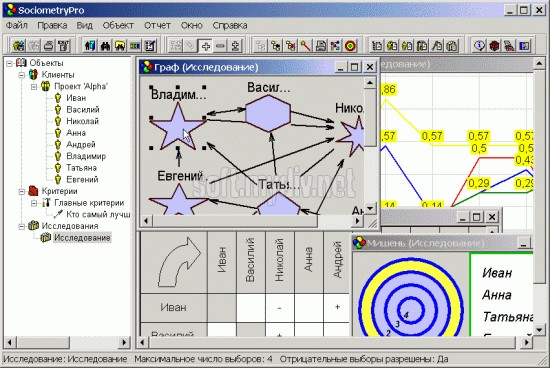 SociometryPro
Файл Правка Вид Объект Отчет Окно Справка
Объекты
Клиенты
Проект 'Alpha'
Иван
Василий
Николай
Анна
Андрей
Владимир
Татьяна
Евгений
Критерии
Главные критерии
Кто самый лучш
Исследования
Исследование
Граф (Исследование)
Владим...
Васил...
Нико
Евгений
Татья
Ан
soft.mydiv.net
едование)
,86
0,57 0,57 0,57 0,57
0,5
0,43
0,29 0,29
0,14 0,14
Иван Василий Николай Анна Андрей
Иван - +
Василий +
Мишень (Исследование)
4
3
2
Иван
Анна
Татьяна
Исследование: Исследование Максимальное число выборов: 4 Отрицательные выборы разрешены: Да